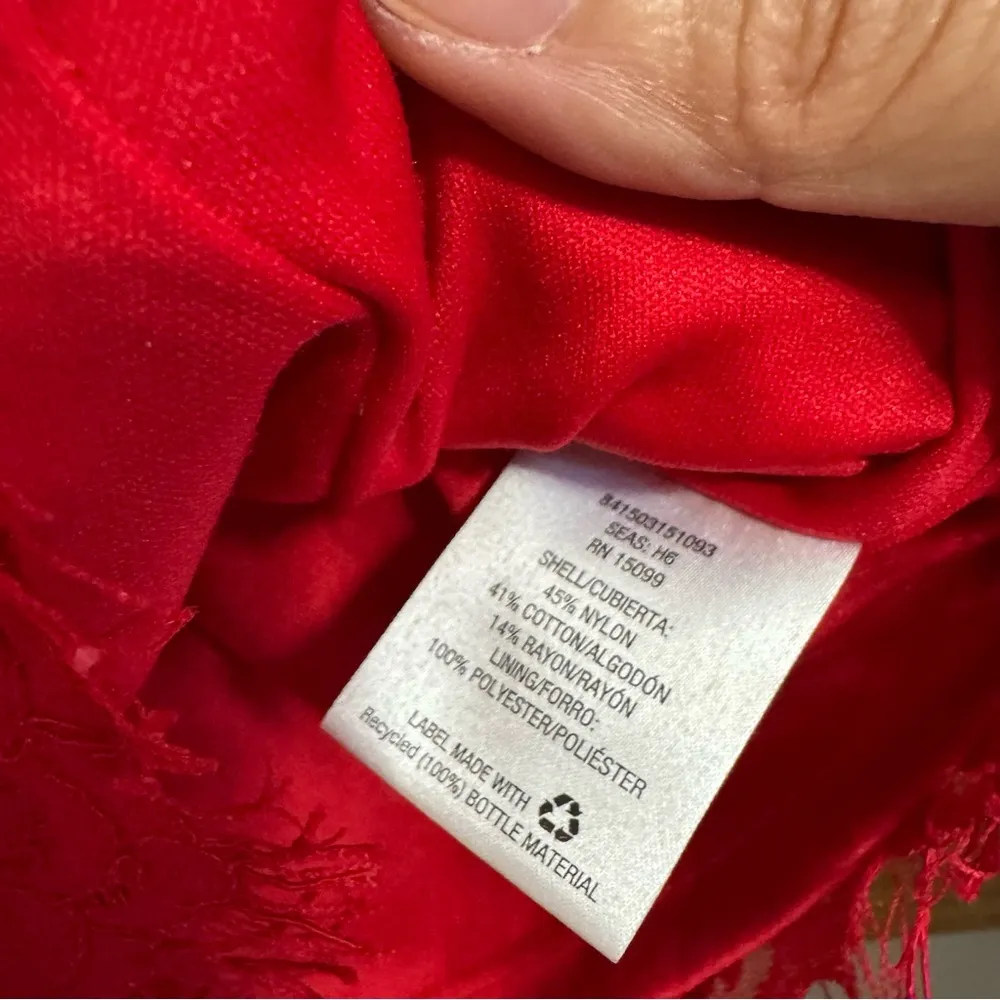 841503151093
SEAS: H6
RN 15099
SHELL/CUBIERTA:
45% NYLON
41% COTTON/ALGODÓN
14% RAYON/RAYÓN
LINING/FORRO:
100% POLYESTER/POLIÉSTER
LABEL MADE WITH
Recycled (100%) BOTTLE MATERIAL